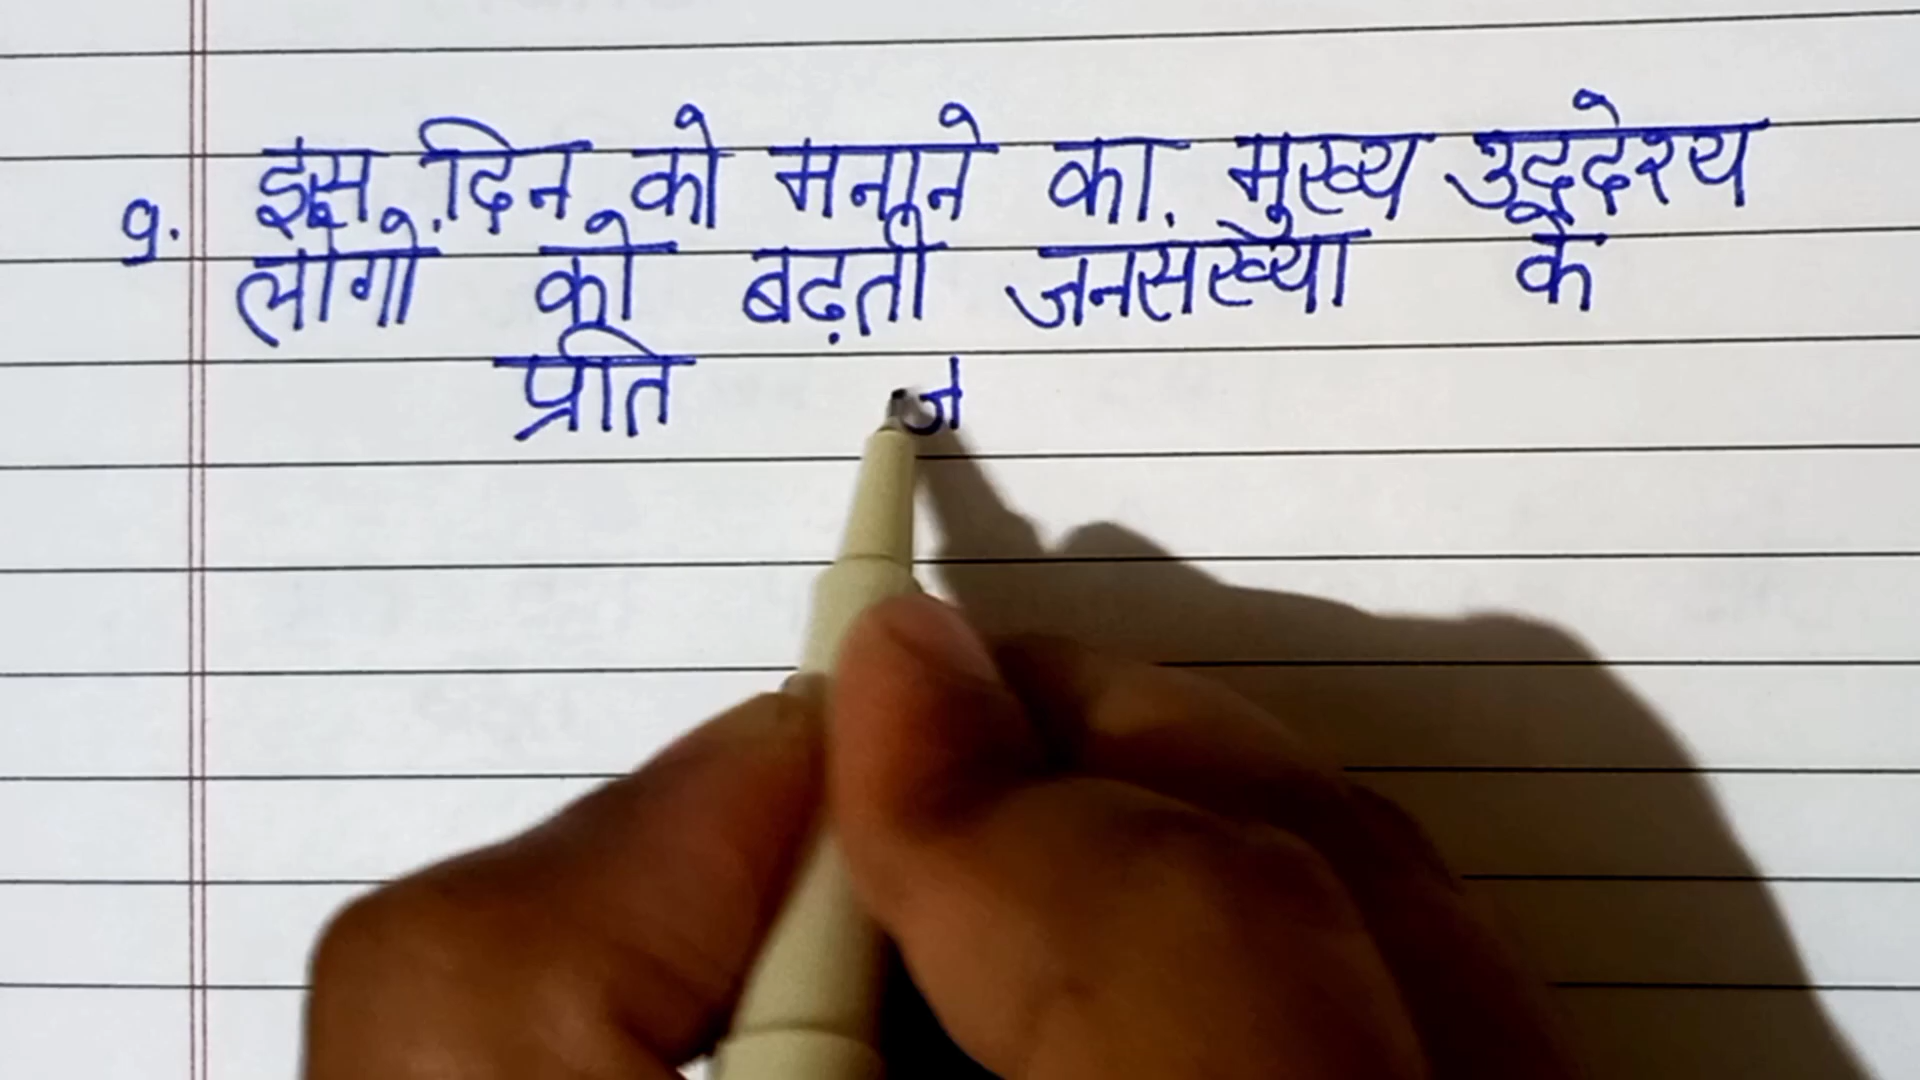 9. इस दिन को मनाने का मुख्य उद्देश्य
लोगो को बढ़ती जनसंख्या के
प्रति ज